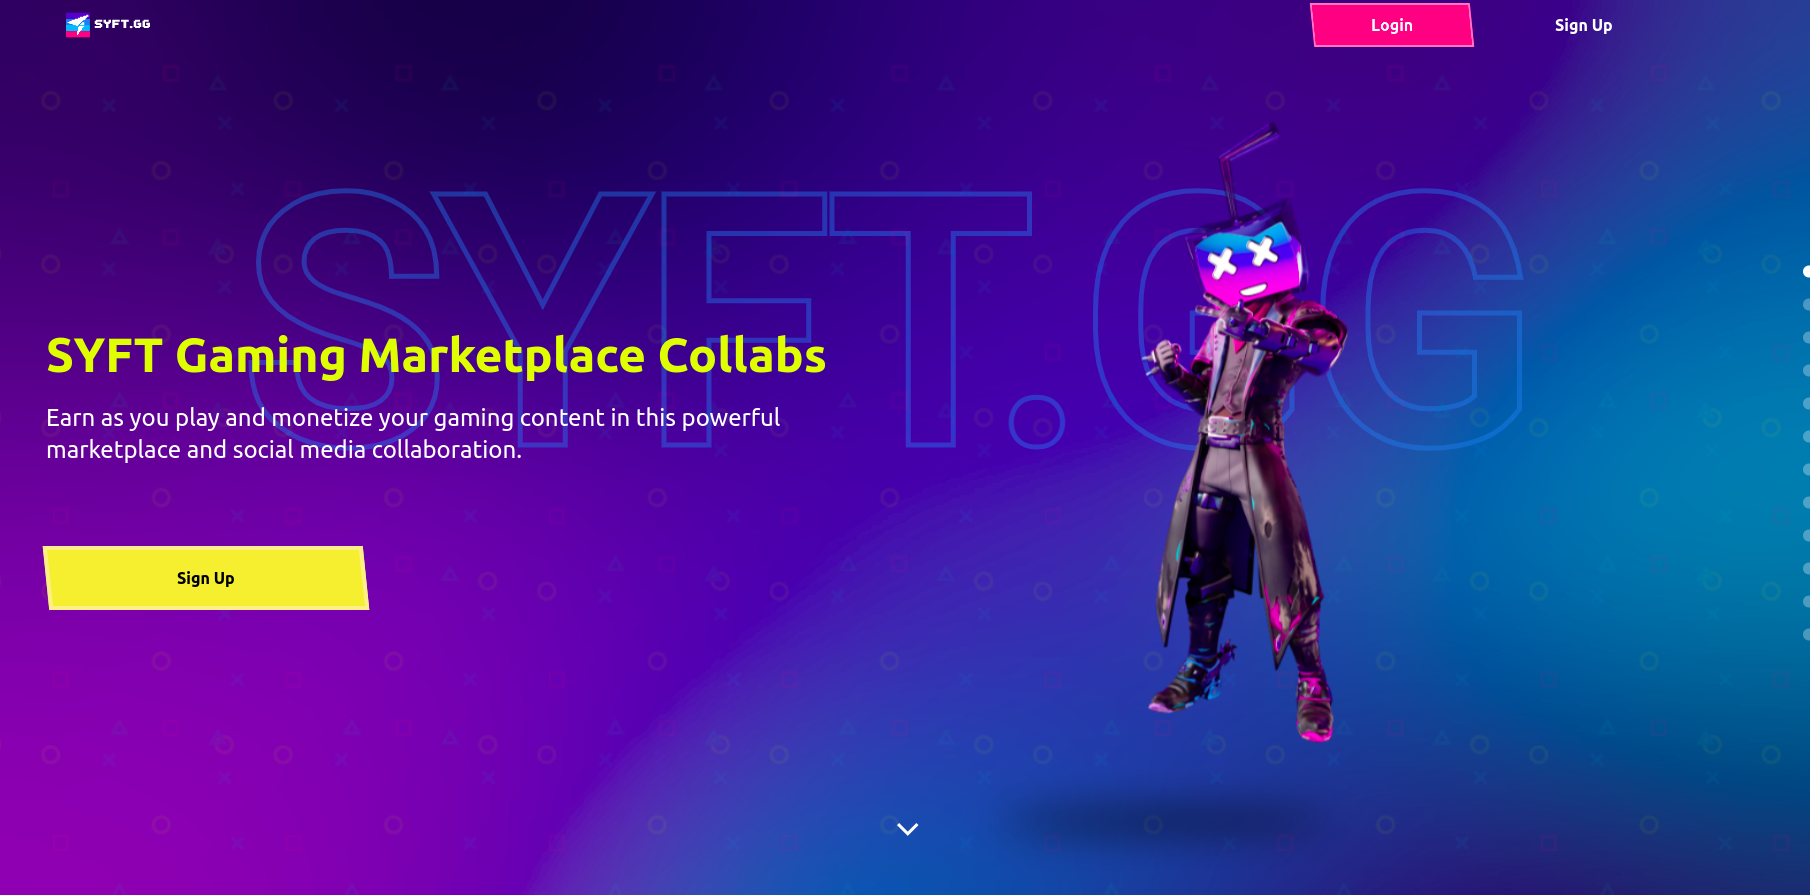 SYFT.GG
Login
Sign Up
SYFT.GG
SYFT Gaming Marketplace Collabs
Earn as you play and monetize your gaming content in this powerful
marketplace and social media collaboration.
Sign Up